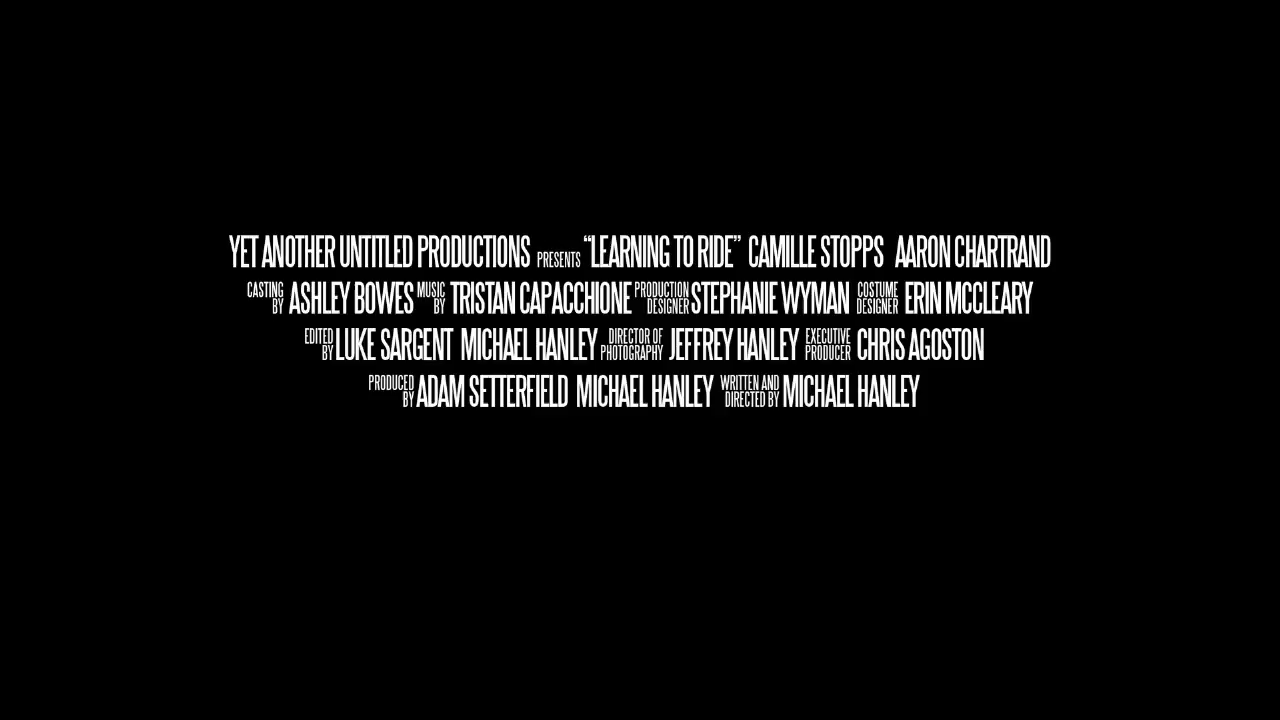 YET ANOTHER UNTITLED PRODUCTIONS PRESENTS “LEARNING TO RIDE” CAMILLE STOPPS AARON CHARTRAND
CASTING BY ASHLEY BOWES MUSIC BY TRISTAN CAPACCHIONE PRODUCTION DESIGNER STEPHANIE WYMAN COSTUME DESIGNER ERIN MCCLEARY
EDITED BY LUKE SARGENT MICHAEL HANLEY DIRECTOR OF PHOTOGRAPHY JEFFREY HANLEY EXECUTIVE PRODUCER CHRIS AGOSTON
PRODUCED BY ADAM SETTERFIELD MICHAEL HANLEY WRITTEN AND DIRECTED BY MICHAEL HANLEY